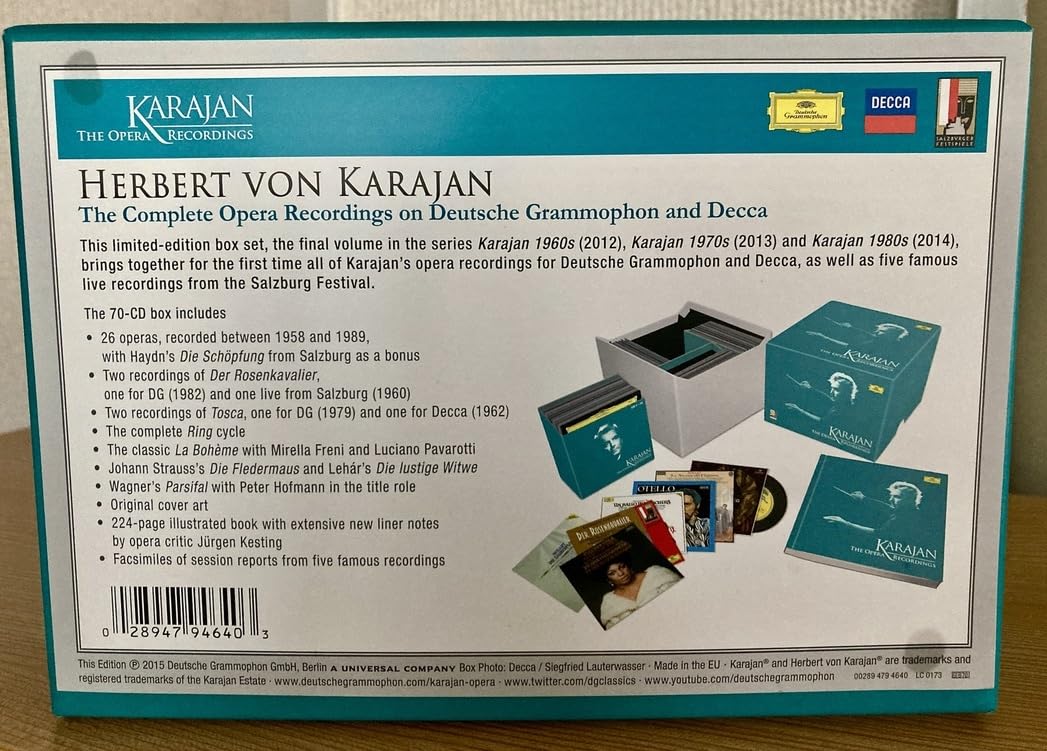 KARAJAN
THE OPERA RECORDINGS
Deutsche
Grammophon
DECCA
SALZBURGER
FESTSPIELE
HERBERT VON KARAJAN
The Complete Opera Recordings on Deutsche Grammophon and Decca
This limited-edition box set, the final volume in the series Karajan 1960s (2012), Karajan 1970s (2013) and Karajan 1980s (2014),
brings together for the first time all of Karajan's opera recordings for Deutsche Grammophon and Decca, as well as five famous
live recordings from the Salzburg Festival.
The 70-CD box includes
• 26 operas, recorded between 1958 and 1989,
with Haydn's Die Schöpfung from Salzburg as a bonus
• Two recordings of Der Rosenkavalier,
one for DG (1982) and one live from Salzburg (1960)
• Two recordings of Tosca, one for DG (1979) and one for Decca (1962)
• The complete Ring cycle
• The classic La Bohème with Mirella Freni and Luciano Pavarotti
• Johann Strauss's Die Fledermaus and Lehár's Die lustige Witwe
• Wagner's Parsifal with Peter Hofmann in the title role
• Original cover art
• 224-page illustrated book with extensive new liner notes
by opera critic Jürgen Kesting
• Facsimiles of session reports from five famous recordings
KARAJAN
THE OPERA RECORDINGS
KARAJAN
THE OPERA RECORDINGS
KARAJAN
OTELLO
DER ROSENKAVALIER
KARAJAN
THE OPERA RECORDINGS
0 28947 94640 3
This Edition ℗ 2015 Deutsche Grammophon GmbH, Berlin A UNIVERSAL COMPANY Box Photo: Decca / Siegfried Lauterwasser · Made in the EU · Karajan® and Herbert von Karajan® are trademarks and
registered trademarks of the Karajan Estate · www.deutschegrammophon.com/karajan-opera · www.twitter.com/dgclassics · www.youtube.com/deutschegrammophon 00289 479 4640 LC 0173